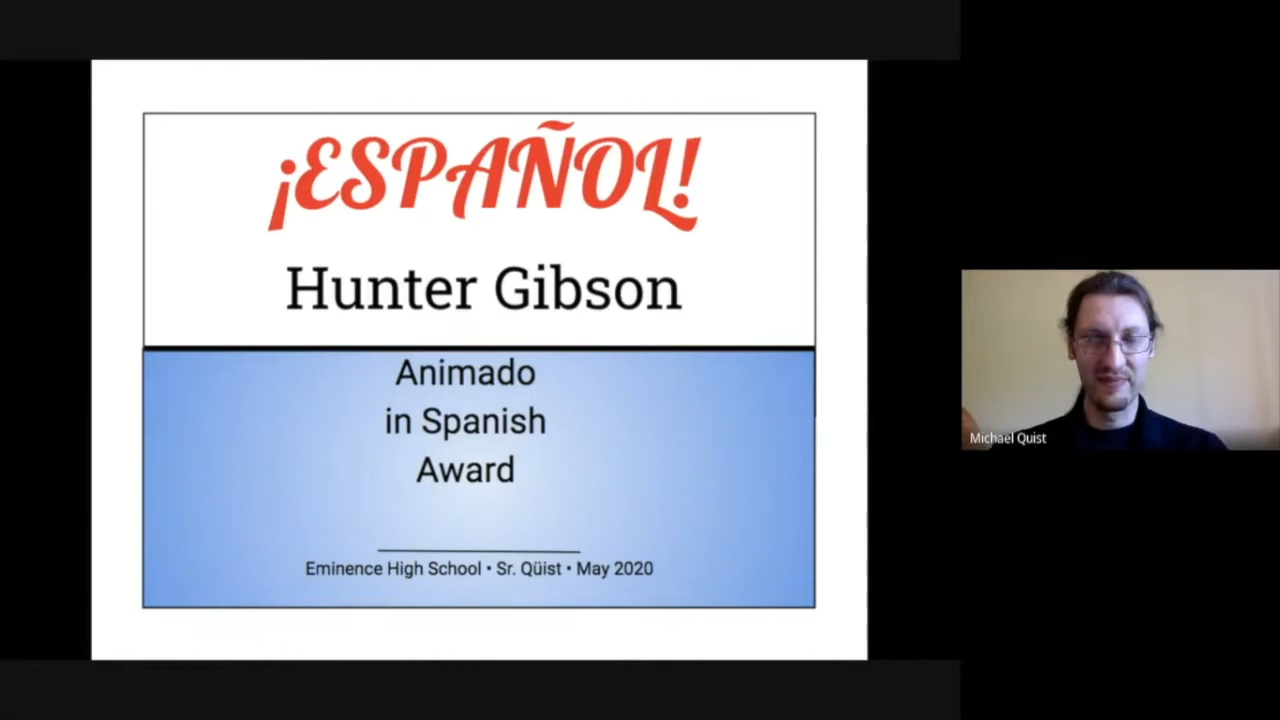 ¡ESPAÑOL!
Hunter Gibson
Animado
in Spanish
Award
Eminence High School • Sr. Qüist • May 2020
Michael Quist